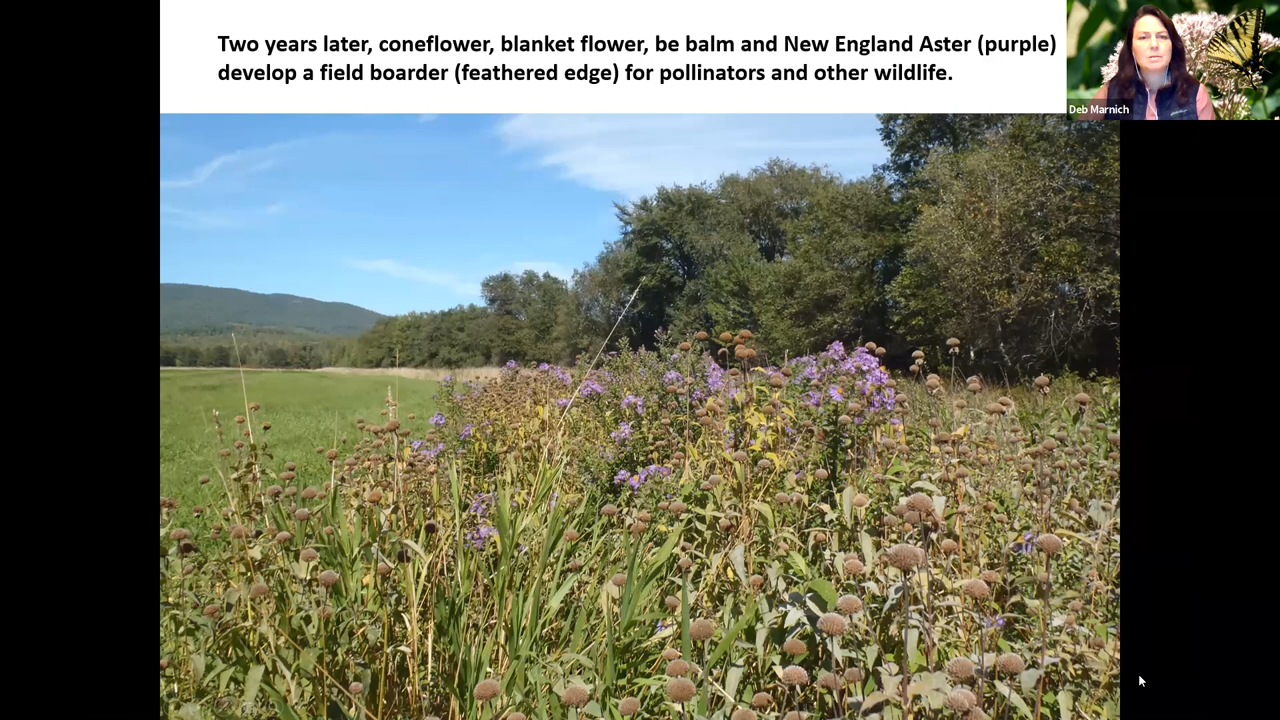 Two years later, coneflower, blanket flower, be balm and New England Aster (purple)
develop a field boarder (feathered edge) for pollinators and other wildlife.
Deb Marnich